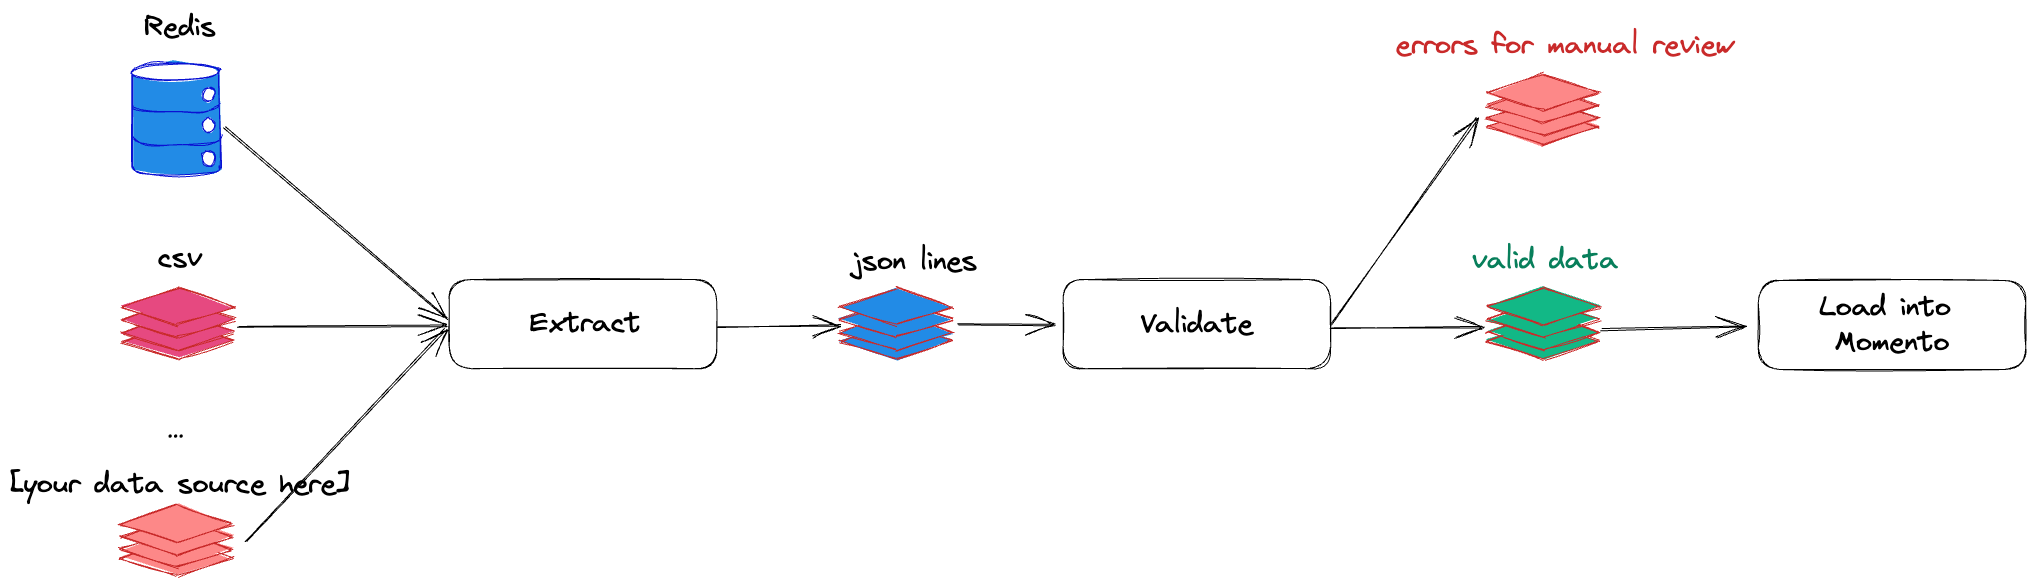 Redis
errors for manual review
csv
json lines
valid data
Extract
Validate
Load into
Momento
...
[your data source here]